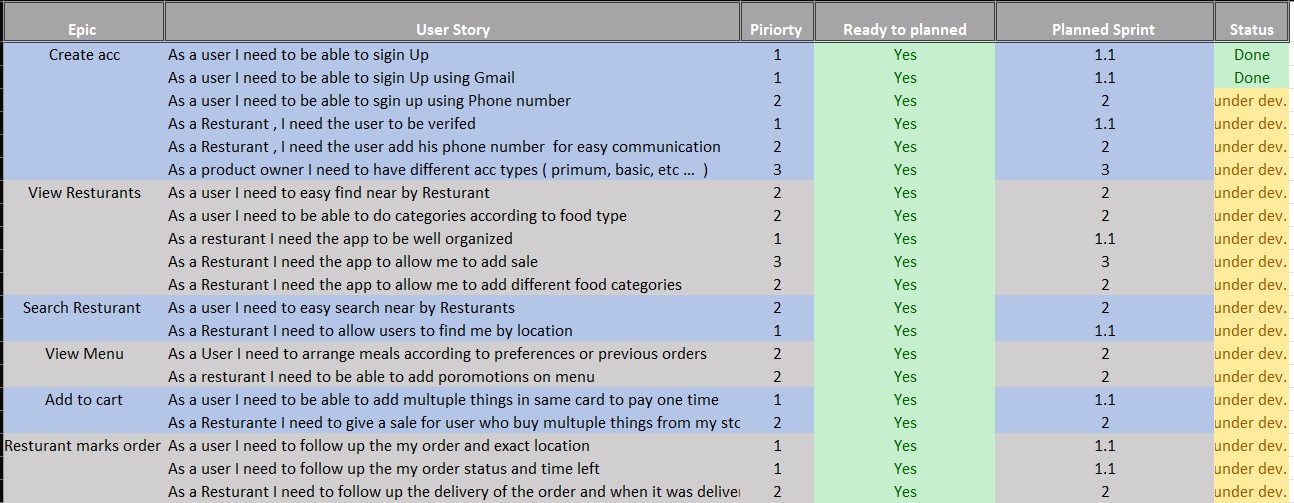 Epic User Story Piriorty Ready to planned Planned Sprint Status
Create acc As a user I need to be able to sigin Up 1 Yes 1.1 Done
As a user I need to be able to sigin Up using Gmail 1 Yes 1.1 Done
As a user I need to be able to sgin up using Phone number 2 Yes 2 under dev.
As a Resturant , I need the user to be verifed 1 Yes 1.1 under dev.
As a Resturant , I need the user add his phone number  for easy communication 2 Yes 2 under dev.
As a product owner I need to have different acc types ( primum, basic, etc ...  ) 3 Yes 3 under dev.
View Resturants As a user I need to easy find near by Resturant 2 Yes 2 under dev.
As a user I need to be able to do categories according to food type 2 Yes 2 under dev.
As a resturant I need the app to be well organized 1 Yes 1.1 under dev.
As a Resturant I need the app to allow me to add sale 3 Yes 3 under dev.
As a Resturant I need the app to allow me to add different food categories 2 Yes 2 under dev.
Search Resturant As a user I need to easy search near by Resturants 2 Yes 2 under dev.
As a Resturant I need to allow users to find me by location 1 Yes 1.1 under dev.
View Menu As a User I need to arrange meals according to preferences or previous orders 2 Yes 2 under dev.
As a resturant I need to be able to add poromotions on menu 2 Yes 2 under dev.
Add to cart As a user I need to be able to add multuple things in same card to pay one time 1 Yes 1.1 under dev.
As a Resturante I need to give a sale for user who buy multuple things from my stc 2 Yes 2 under dev.
Resturant marks order As a user I need to follow up the my order and exact location 1 Yes 1.1 under dev.
As a user I need to follow up the my order status and time left 1 Yes 1.1 under dev.
As a Resturant I need to follow up the delivery of the order and when it was deliver 2 Yes 2 under dev.